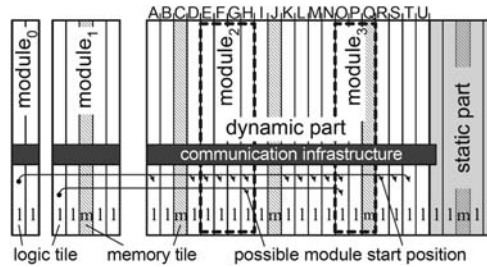 ABCDEFGHIJKLMNOPQRSTU
module0
module1
module2
module3
dynamic part
static part
communication infrastructure
l l
l l m l l
l l m l l l l l l m l l l l l l m l l l l
logic tile
memory tile
possible module start position